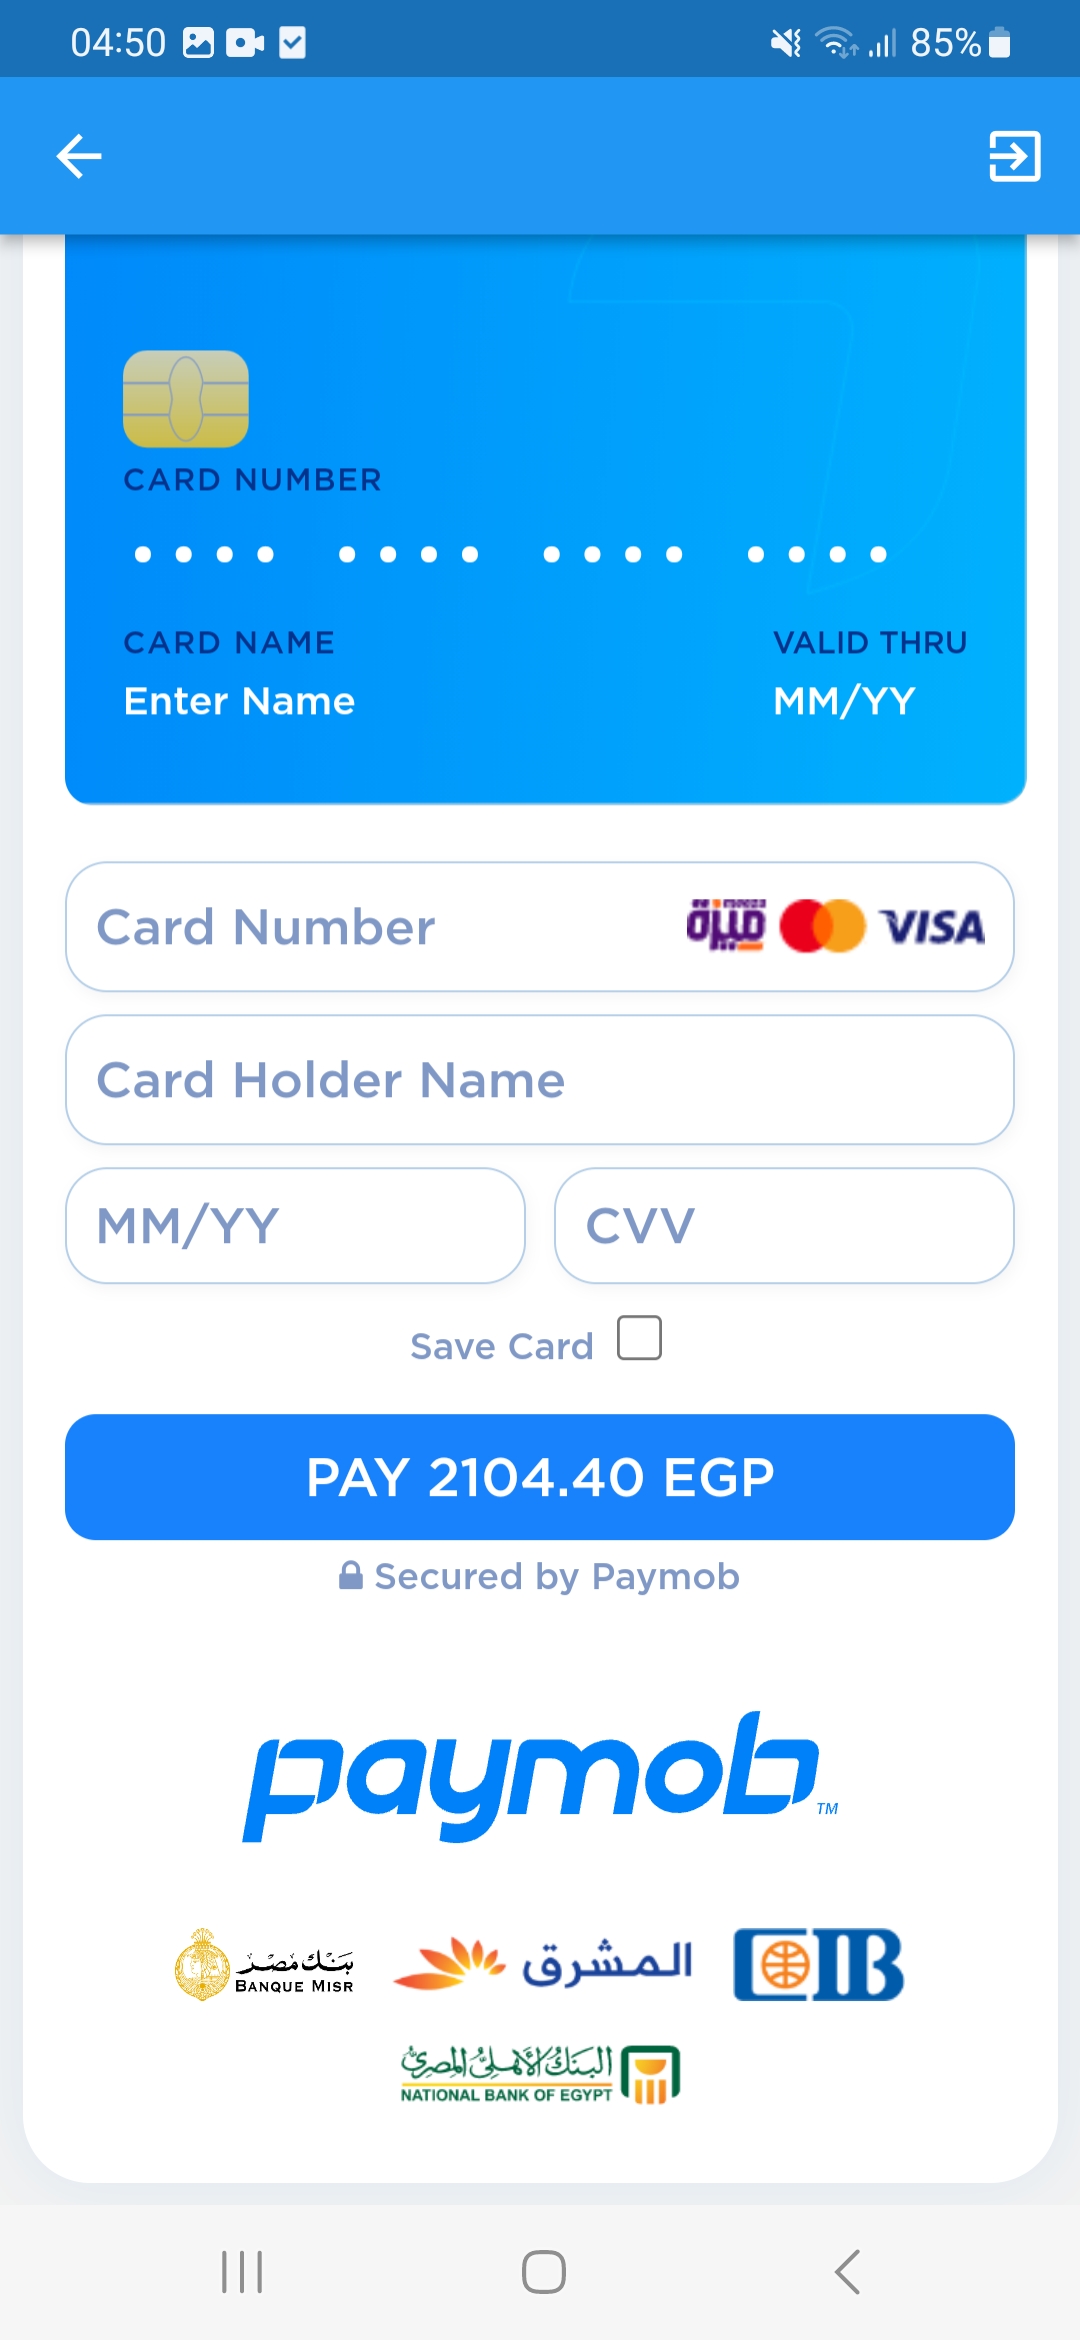 04:50
85%
CARD NUMBER
CARD NAME
VALID THRU
Enter Name
MM/YY
Card Number
ميزة
VISA
Card Holder Name
MM/YY
CVV
Save Card
PAY 2104.40 EGP
Secured by Paymob
paymob TM
بنك مصر
BANQUE MISR
المشرق
CIB
البنك الأهلي المصري
NATIONAL BANK OF EGYPT